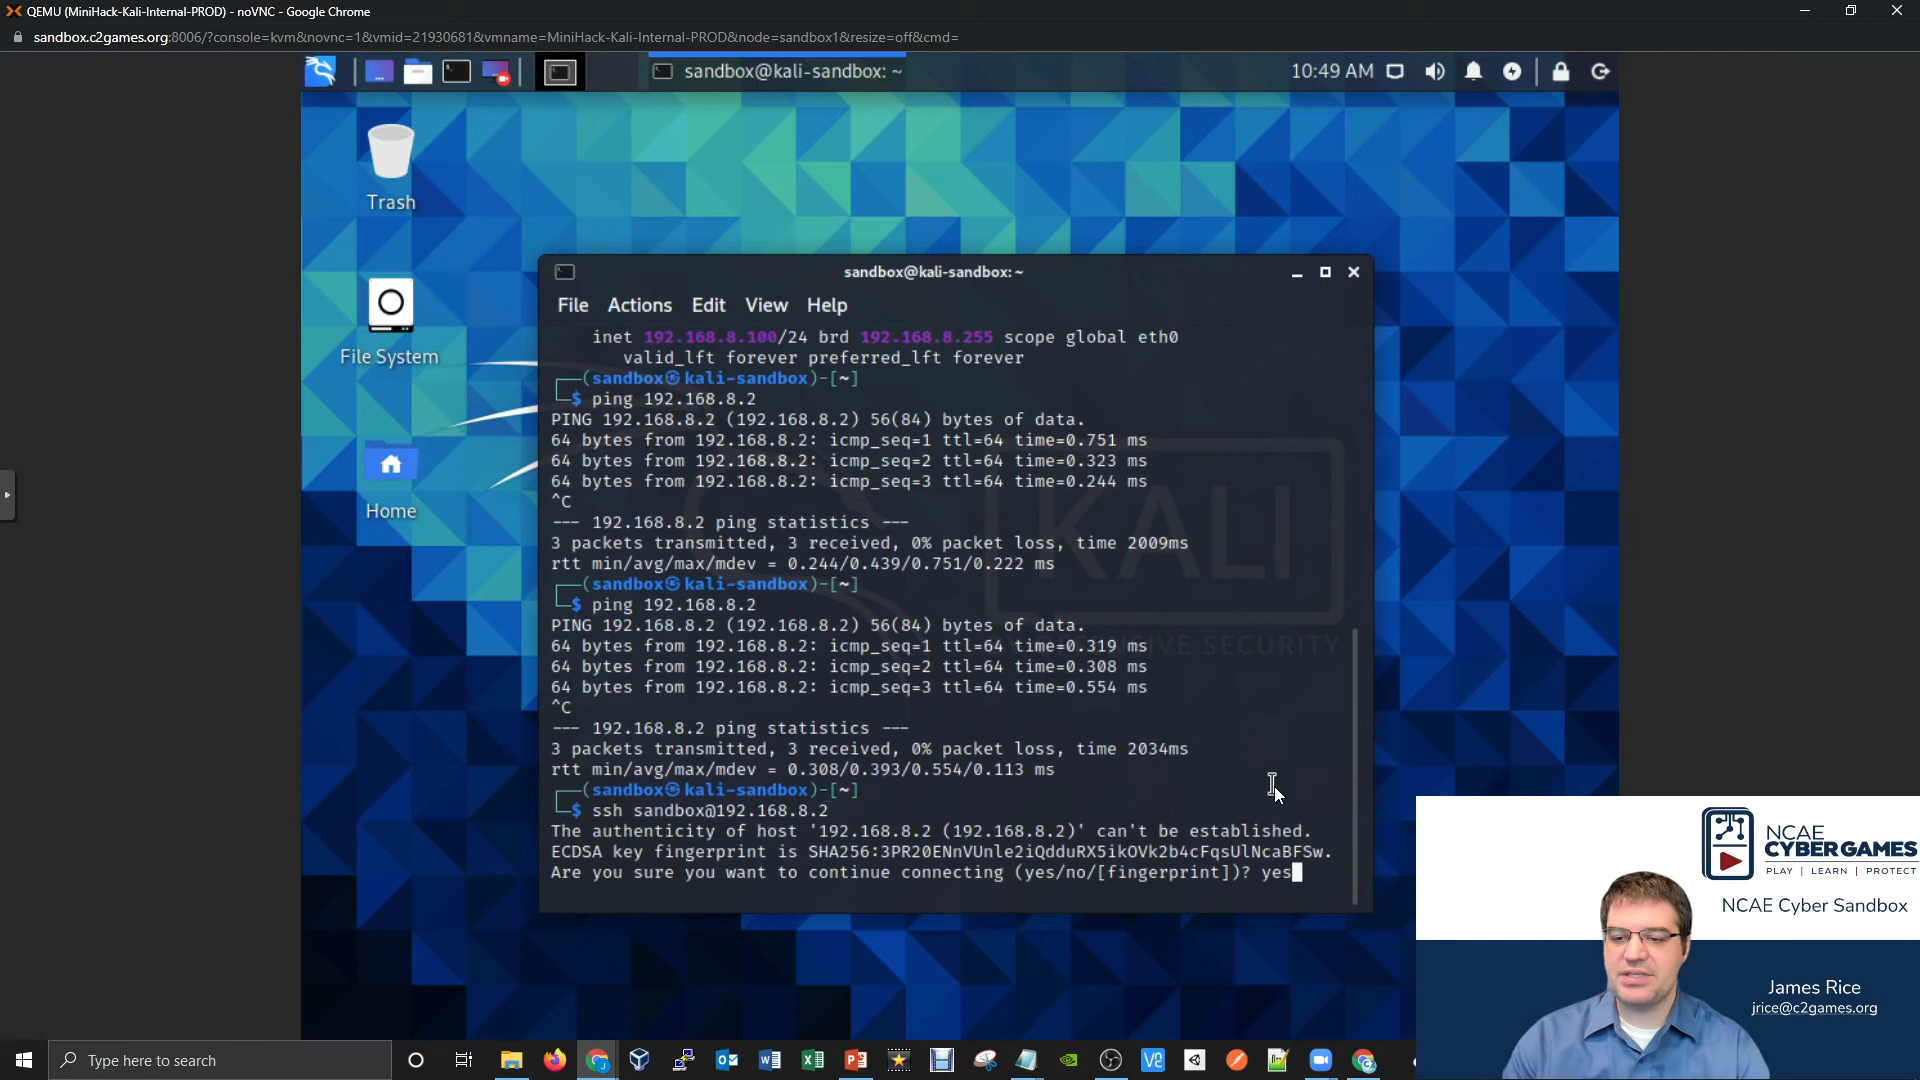 QEMU (MiniHack-Kali-Internal-PROD) - noVNC - Google Chrome
sandbox.c2games.org:8006/?console=kvm&novnc=1&vmid=21930681&vmname=MiniHack-Kali-Internal-PROD&node=sandbox1&resize=off&cmd=
sandbox@kali-sandbox: ~
10:49 AM
Trash
File System
Home
sandbox@kali-sandbox: ~
File Actions Edit View Help
inet 192.168.8.100/24 brd 192.168.8.255 scope global eth0
valid_lft forever preferred_lft forever
(sandbox㉿kali-sandbox)-[~]
$ ping 192.168.8.2
PING 192.168.8.2 (192.168.8.2) 56(84) bytes of data.
64 bytes from 192.168.8.2: icmp_seq=1 ttl=64 time=0.751 ms
64 bytes from 192.168.8.2: icmp_seq=2 ttl=64 time=0.323 ms
64 bytes from 192.168.8.2: icmp_seq=3 ttl=64 time=0.244 ms
^C
--- 192.168.8.2 ping statistics ---
3 packets transmitted, 3 received, 0% packet loss, time 2009ms
rtt min/avg/max/mdev = 0.244/0.439/0.751/0.222 ms
(sandbox㉿kali-sandbox)-[~]
$ ping 192.168.8.2
PING 192.168.8.2 (192.168.8.2) 56(84) bytes of data.
64 bytes from 192.168.8.2: icmp_seq=1 ttl=64 time=0.319 ms
64 bytes from 192.168.8.2: icmp_seq=2 ttl=64 time=0.308 ms
64 bytes from 192.168.8.2: icmp_seq=3 ttl=64 time=0.554 ms
^C
--- 192.168.8.2 ping statistics ---
3 packets transmitted, 3 received, 0% packet loss, time 2034ms
rtt min/avg/max/mdev = 0.308/0.393/0.554/0.113 ms
(sandbox㉿kali-sandbox)-[~]
$ ssh sandbox@192.168.8.2
The authenticity of host '192.168.8.2 (192.168.8.2)' can't be established.
ECDSA key fingerprint is SHA256:3PR20ENnVUnle2iQdduRX5ikOVk2b4cFqsUlNcaBFSw.
Are you sure you want to continue connecting (yes/no/[fingerprint])? yes
KALI
SECURITY
NCAE
CYBERGAMES
PLAY | LEARN | PROTECT
NCAE Cyber Sandbox
James Rice
jrice@c2games.org
Type here to search